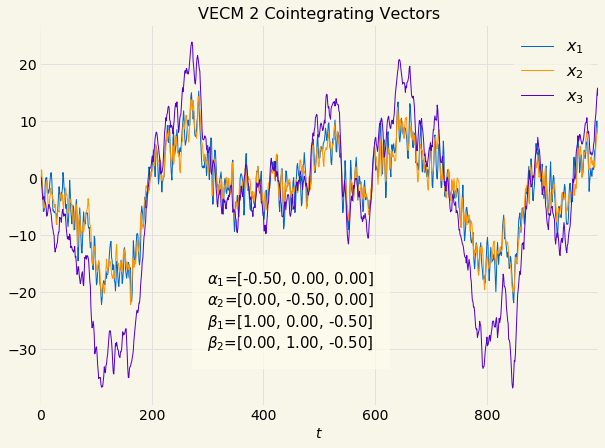 VECM 2 Cointegrating Vectors
x₁
x₂
x₃
20
10
0
−10
−20
−30
α₁=[-0.50, 0.00, 0.00]
α₂=[0.00, -0.50, 0.00]
β₁=[1.00, 0.00, -0.50]
β₂=[0.00, 1.00, -0.50]
0 200 400 600 800
t